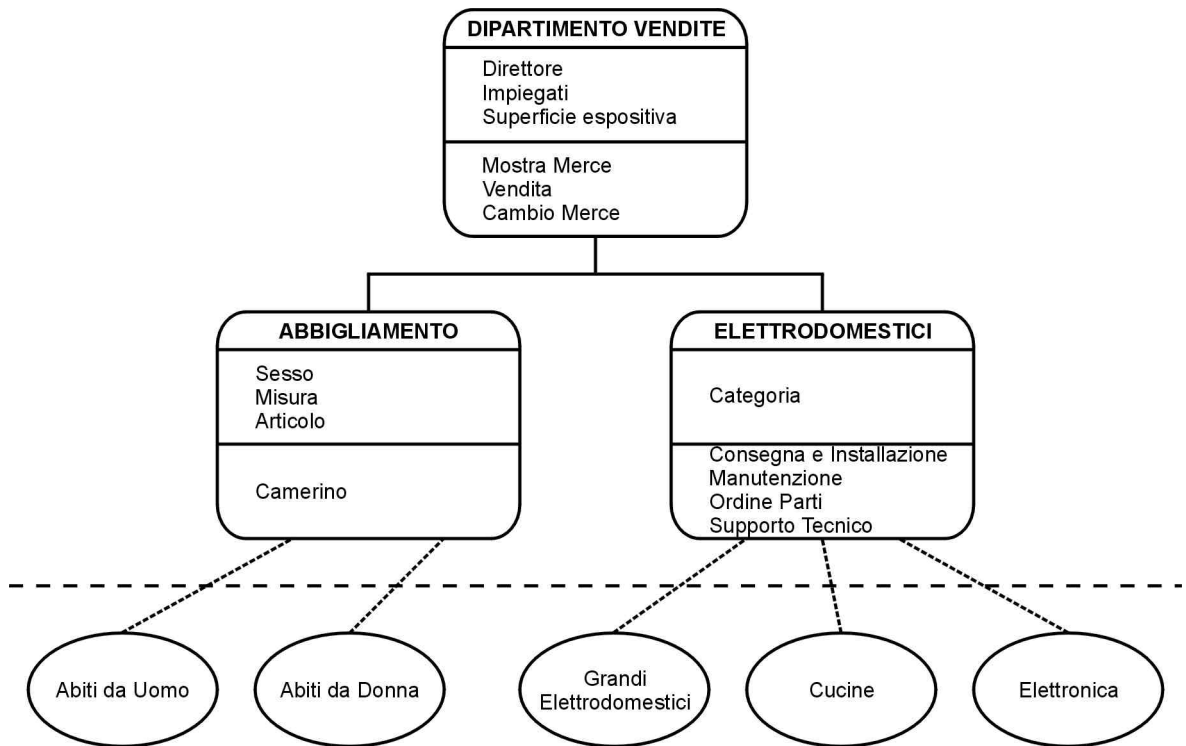 DIPARTIMENTO VENDITE
Direttore
Impiegati
Superficie espositiva
Mostra Merce
Vendita
Cambio Merce
ABBIGLIAMENTO
Sesso
Misura
Articolo
Camerino
ELETTRODOMESTICI
Categoria
Consegna e Installazione
Manutenzione
Ordine Parti
Supporto Tecnico
Abiti da Uomo
Abiti da Donna
Grandi
Elettrodomestici
Cucine
Elettronica